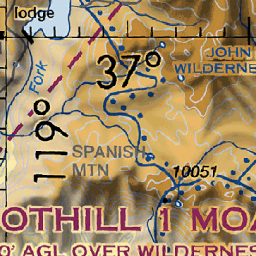 lodge
37°
JOHN
WILDERNE
FORK
119°
SPANISH
MTN
10051
OTHILL 1 MOA
0' AGL OVER WILDERNES